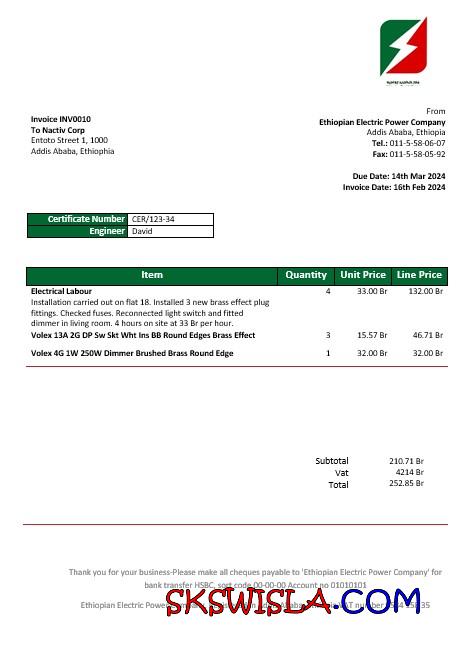 From
Invoice INV0010
Ethiopian Electric Power Company
To Nactiv Corp
Addis Ababa, Ethiopia
Entoto Street 1, 1000
Tel.: 011-5-58-06-07
Addis Ababa, Ethiophia
Fax: 011-5-58-05-92
Due Date: 14th Mar 2024
Invoice Date: 16th Feb 2024
Certificate Number CER/123-34
Engineer David
Item Quantity Unit Price Line Price
Electrical Labour 4 33.00 Br 132.00 Br
Installation carried out on flat 18. Installed 3 new brass effect plug
fittings. Checked fuses. Reconnected light switch and fitted
dimmer in living room. 4 hours on site at 33 Br per hour.
Volex 13A 2G DP Sw Skt Wht Ins BB Round Edges Brass Effect 3 15.57 Br 46.71 Br
Volex 4G 1W 250W Dimmer Brushed Brass Round Edge 1 32.00 Br 32.00 Br
Subtotal 210.71 Br
Vat 4214 Br
Total 252.85 Br
Thank you for your business-Please make all cheques payable to 'Ethiopian Electric Power Company' for
bank transfer HSBC, sort code 00-00-00 Account no 01010101
Ethiopian Electric Power
SKSWISLA.COM